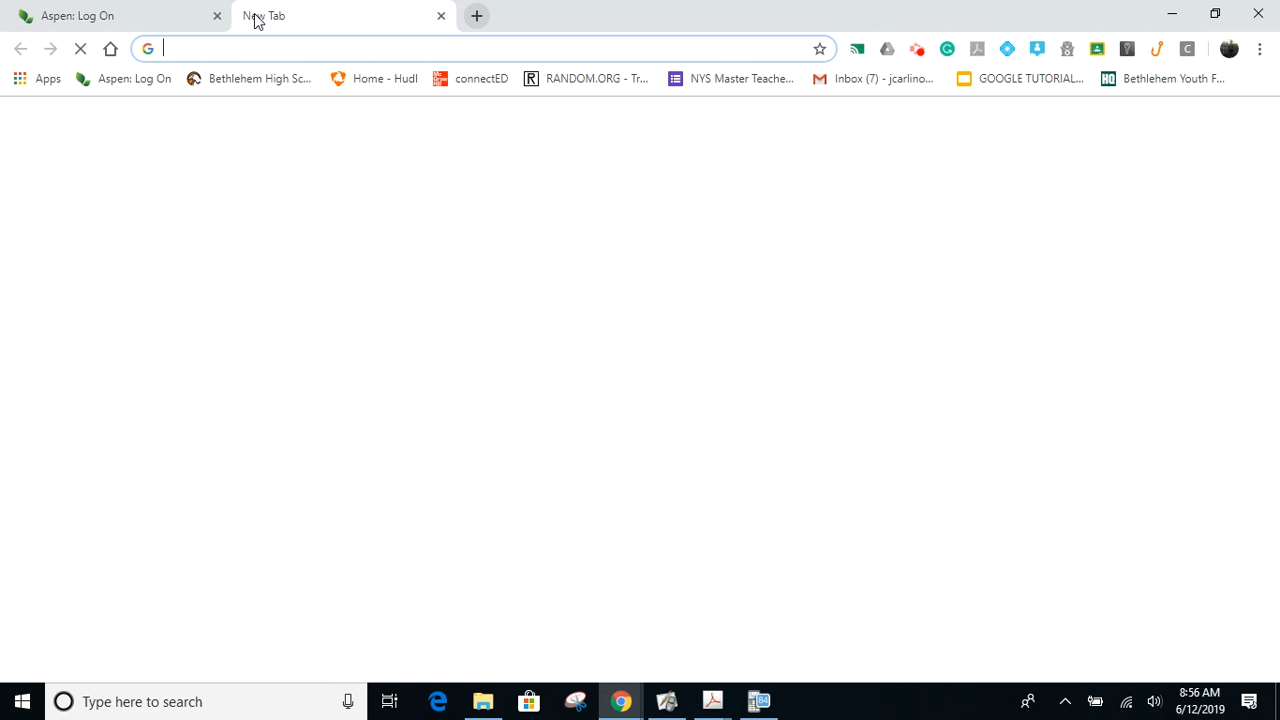 Aspen: Log On
New Tab
Apps
Aspen: Log On
Bethlehem High Sc...
Home - Hudl
connectED
RANDOM.ORG - Tr...
NYS Master Teache...
Inbox (7) - jcarlino...
GOOGLE TUTORIAL...
Bethlehem Youth F...
Type here to search
8:56 AM
6/12/2019